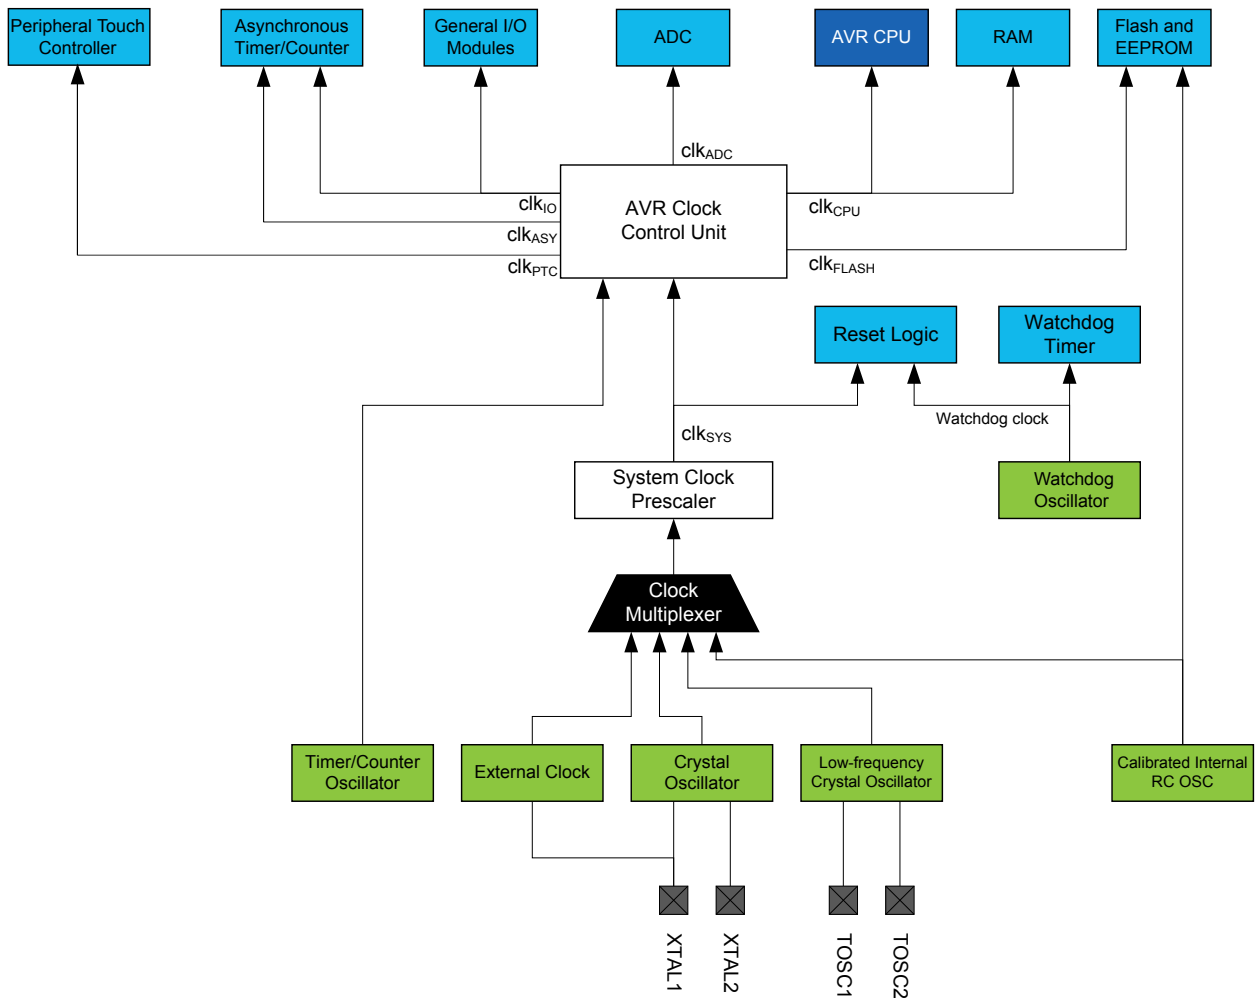 Peripheral Touch
Controller
Asynchronous
Timer/Counter
General I/O
Modules
ADC
AVR CPU
RAM
Flash and
EEPROM
clkADC
clkIO
clkASY
clkPTC
AVR Clock
Control Unit
clkCPU
clkFLASH
Reset Logic
Watchdog
Timer
Watchdog clock
clkSYS
System Clock
Prescaler
Watchdog
Oscillator
Clock
Multiplexer
Timer/Counter
Oscillator
External Clock
Crystal
Oscillator
Low-frequency
Crystal Oscillator
Calibrated Internal
RC OSC
XTAL1
XTAL2
TOSC1
TOSC2